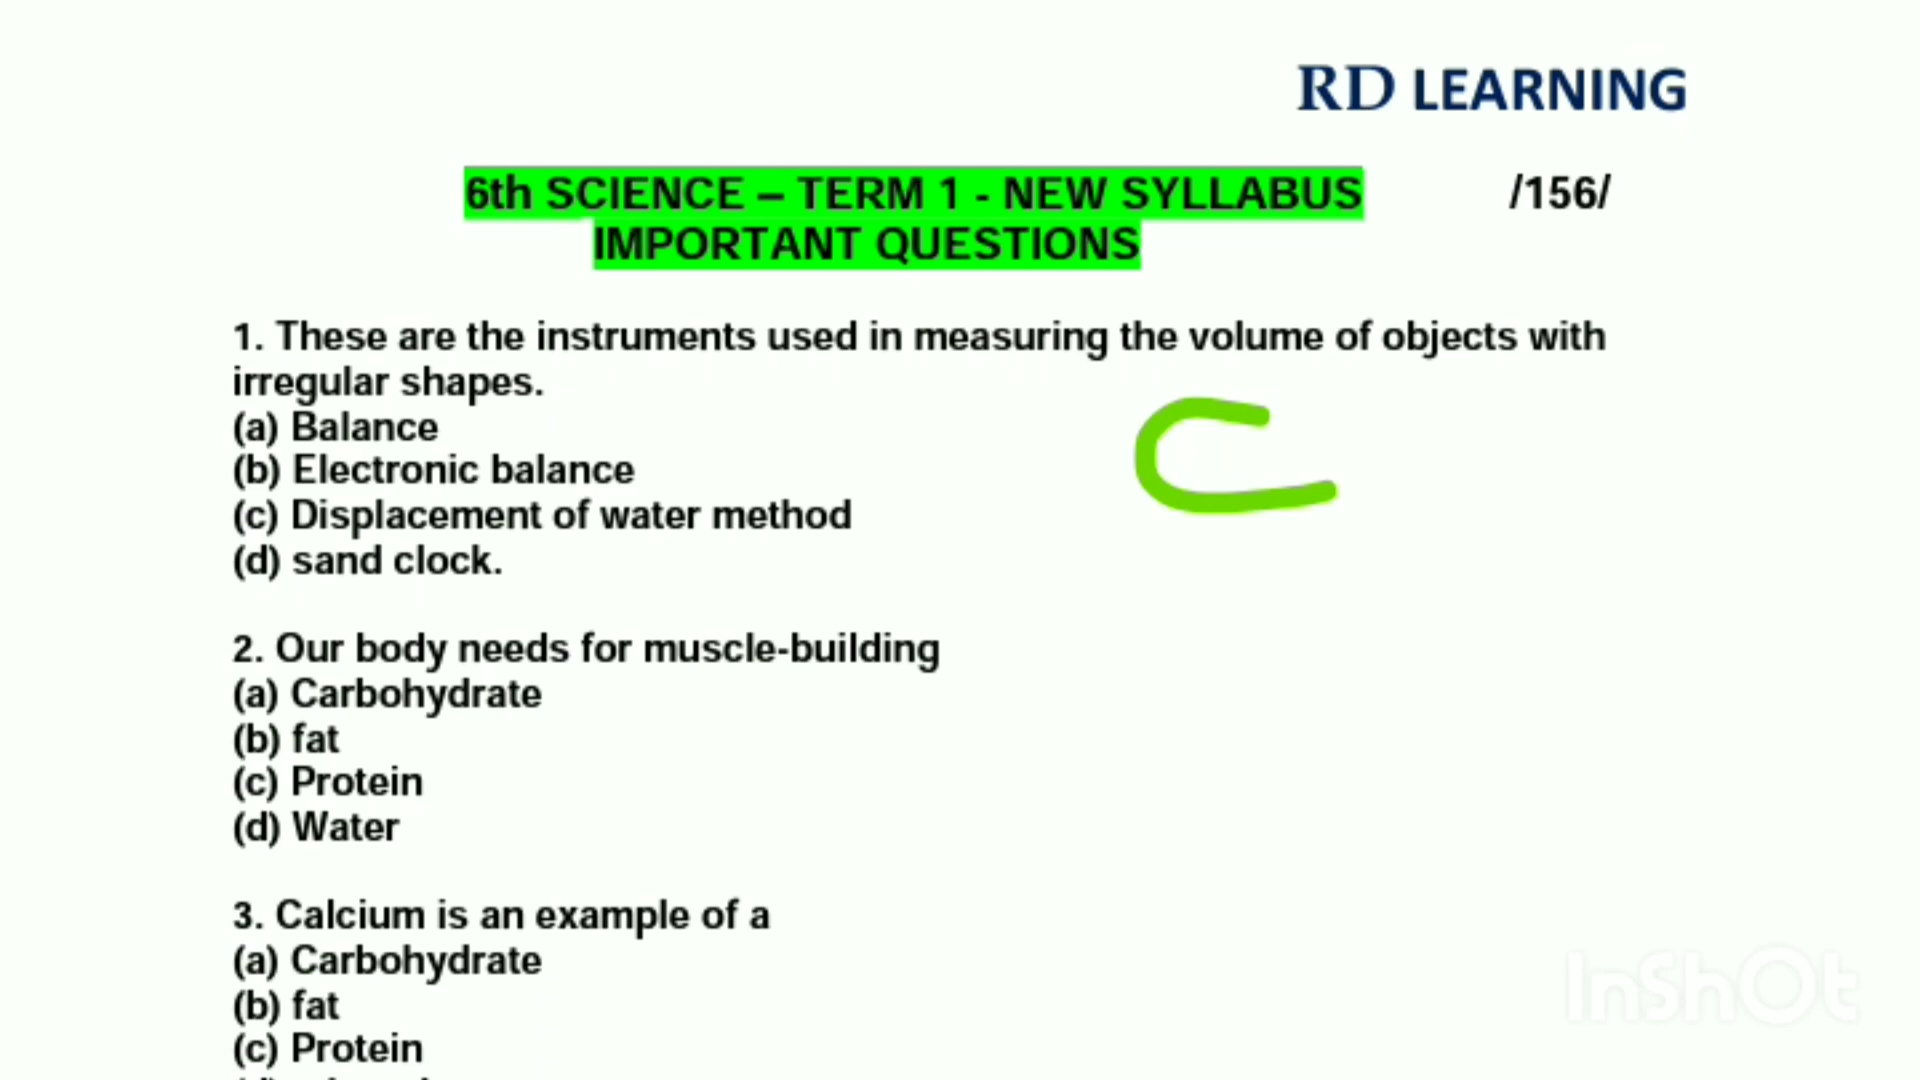 RD LEARNING
6th SCIENCE – TERM 1 - NEW SYLLABUS /156/
IMPORTANT QUESTIONS
1. These are the instruments used in measuring the volume of objects with
irregular shapes.
(a) Balance
(b) Electronic balance
(c) Displacement of water method
(d) sand clock.
C
2. Our body needs for muscle-building
(a) Carbohydrate
(b) fat
(c) Protein
(d) Water
3. Calcium is an example of a
(a) Carbohydrate
(b) fat
(c) Protein
InShOt